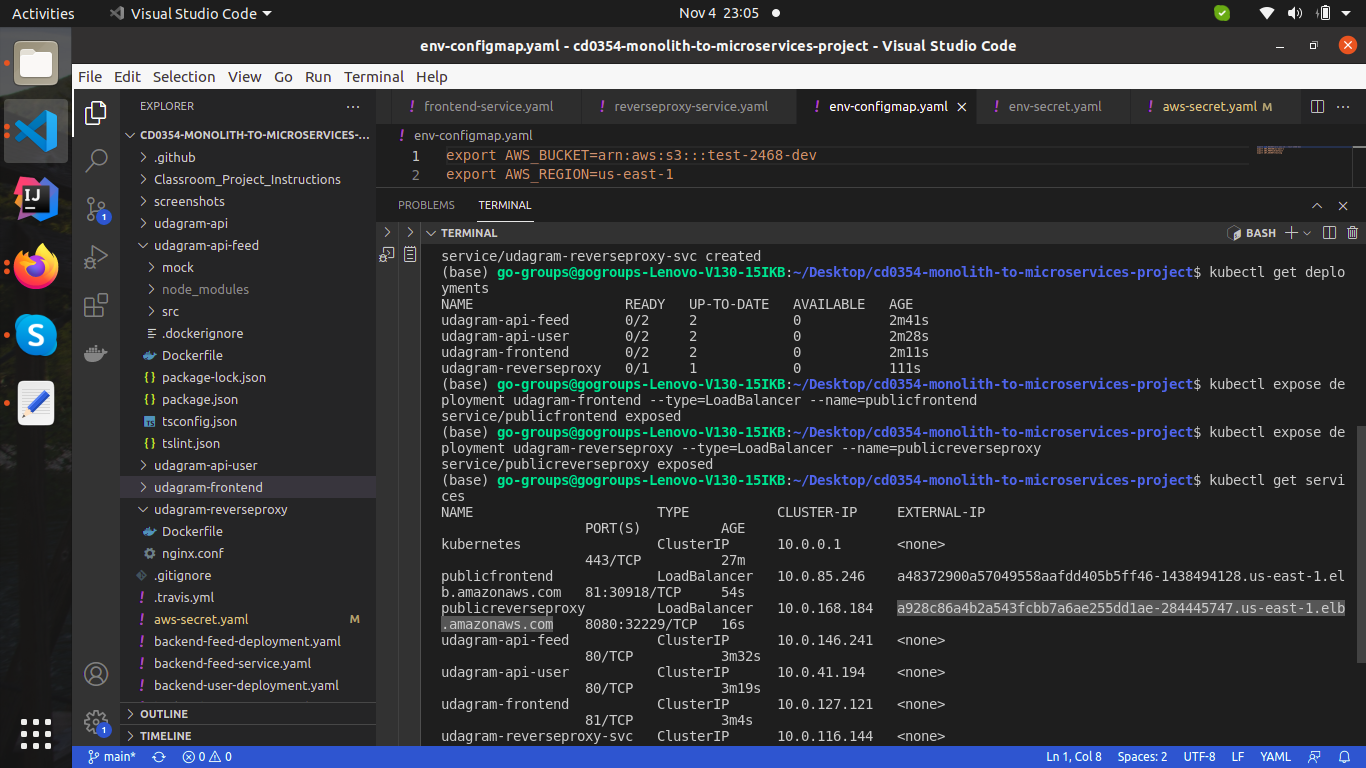 Activities Visual Studio Code Nov 4 23:05
env-configmap.yaml - cd0354-monolith-to-microservices-project - Visual Studio Code
File Edit Selection View Go Run Terminal Help
EXPLORER ...
frontend-service.yaml reverseproxy-service.yaml env-configmap.yaml env-secret.yaml aws-secret.yaml M
CD0354-MONOLITH-TO-MICROSERVICES-...
.github
Classroom_Project_Instructions
screenshots
udagram-api
udagram-api-feed
mock
node_modules
src
.dockerignore
Dockerfile
package-lock.json
package.json
tsconfig.json
tslint.json
udagram-api-user
udagram-frontend
udagram-reverseproxy
Dockerfile
nginx.conf
.gitignore
.travis.yml
aws-secret.yaml M
backend-feed-deployment.yaml
backend-feed-service.yaml
backend-user-deployment.yaml
OUTLINE
TIMELINE
env-configmap.yaml
1 export AWS_BUCKET=arn:aws:s3:::test-2468-dev
2 export AWS_REGION=us-east-1
PROBLEMS TERMINAL
TERMINAL BASH
service/udagram-reverseproxy-svc created
(base) go-groups@gogroups-Lenovo-V130-15IKB:~/Desktop/cd0354-monolith-to-microservices-project$ kubectl get deplo
yments
NAME READY UP-TO-DATE AVAILABLE AGE
udagram-api-feed 0/2 2 0 2m41s
udagram-api-user 0/2 2 0 2m28s
udagram-frontend 0/2 2 0 2m11s
udagram-reverseproxy 0/1 1 0 111s
(base) go-groups@gogroups-Lenovo-V130-15IKB:~/Desktop/cd0354-monolith-to-microservices-project$ kubectl expose de
ployment udagram-frontend --type=LoadBalancer --name=publicfrontend
service/publicfrontend exposed
(base) go-groups@gogroups-Lenovo-V130-15IKB:~/Desktop/cd0354-monolith-to-microservices-project$ kubectl expose de
ployment udagram-reverseproxy --type=LoadBalancer --name=publicreverseproxy
service/publicreverseproxy exposed
(base) go-groups@gogroups-Lenovo-V130-15IKB:~/Desktop/cd0354-monolith-to-microservices-project$ kubectl get servi
ces
NAME TYPE CLUSTER-IP EXTERNAL-IP
PORT(S) AGE
kubernetes ClusterIP 10.0.0.1 <none>
443/TCP 27m
publicfrontend LoadBalancer 10.0.85.246 a48372900a57049558aafdd405b5ff46-1438494128.us-east-1.el
b.amazonaws.com 81:30918/TCP 54s
publicreverseproxy LoadBalancer 10.0.168.184 a928c86a4b2a543fcbb7a6ae255dd1ae-284445747.us-east-1.elb
.amazonaws.com 8080:32229/TCP 16s
udagram-api-feed ClusterIP 10.0.146.241 <none>
80/TCP 3m32s
udagram-api-user ClusterIP 10.0.41.194 <none>
80/TCP 3m19s
udagram-frontend ClusterIP 10.0.127.121 <none>
81/TCP 3m4s
udagram-reverseproxy-svc ClusterIP 10.0.116.144 <none>
main* 0 0 Ln 1, Col 8 Spaces: 2 UTF-8 LF YAML